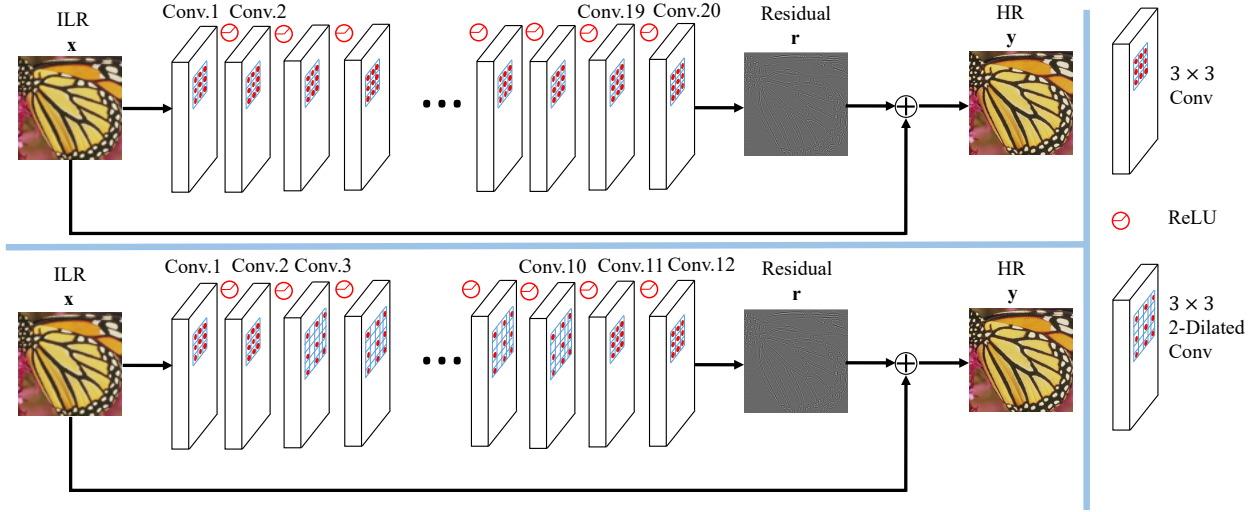 ILR
x
Conv.1 Conv.2
Conv.19 Conv.20
Residual
r
HR
y
3 × 3
Conv
ReLU
ILR
x
Conv.1 Conv.2 Conv.3
Conv.10 Conv.11 Conv.12
Residual
r
HR
y
3 × 3
2-Dilated
Conv